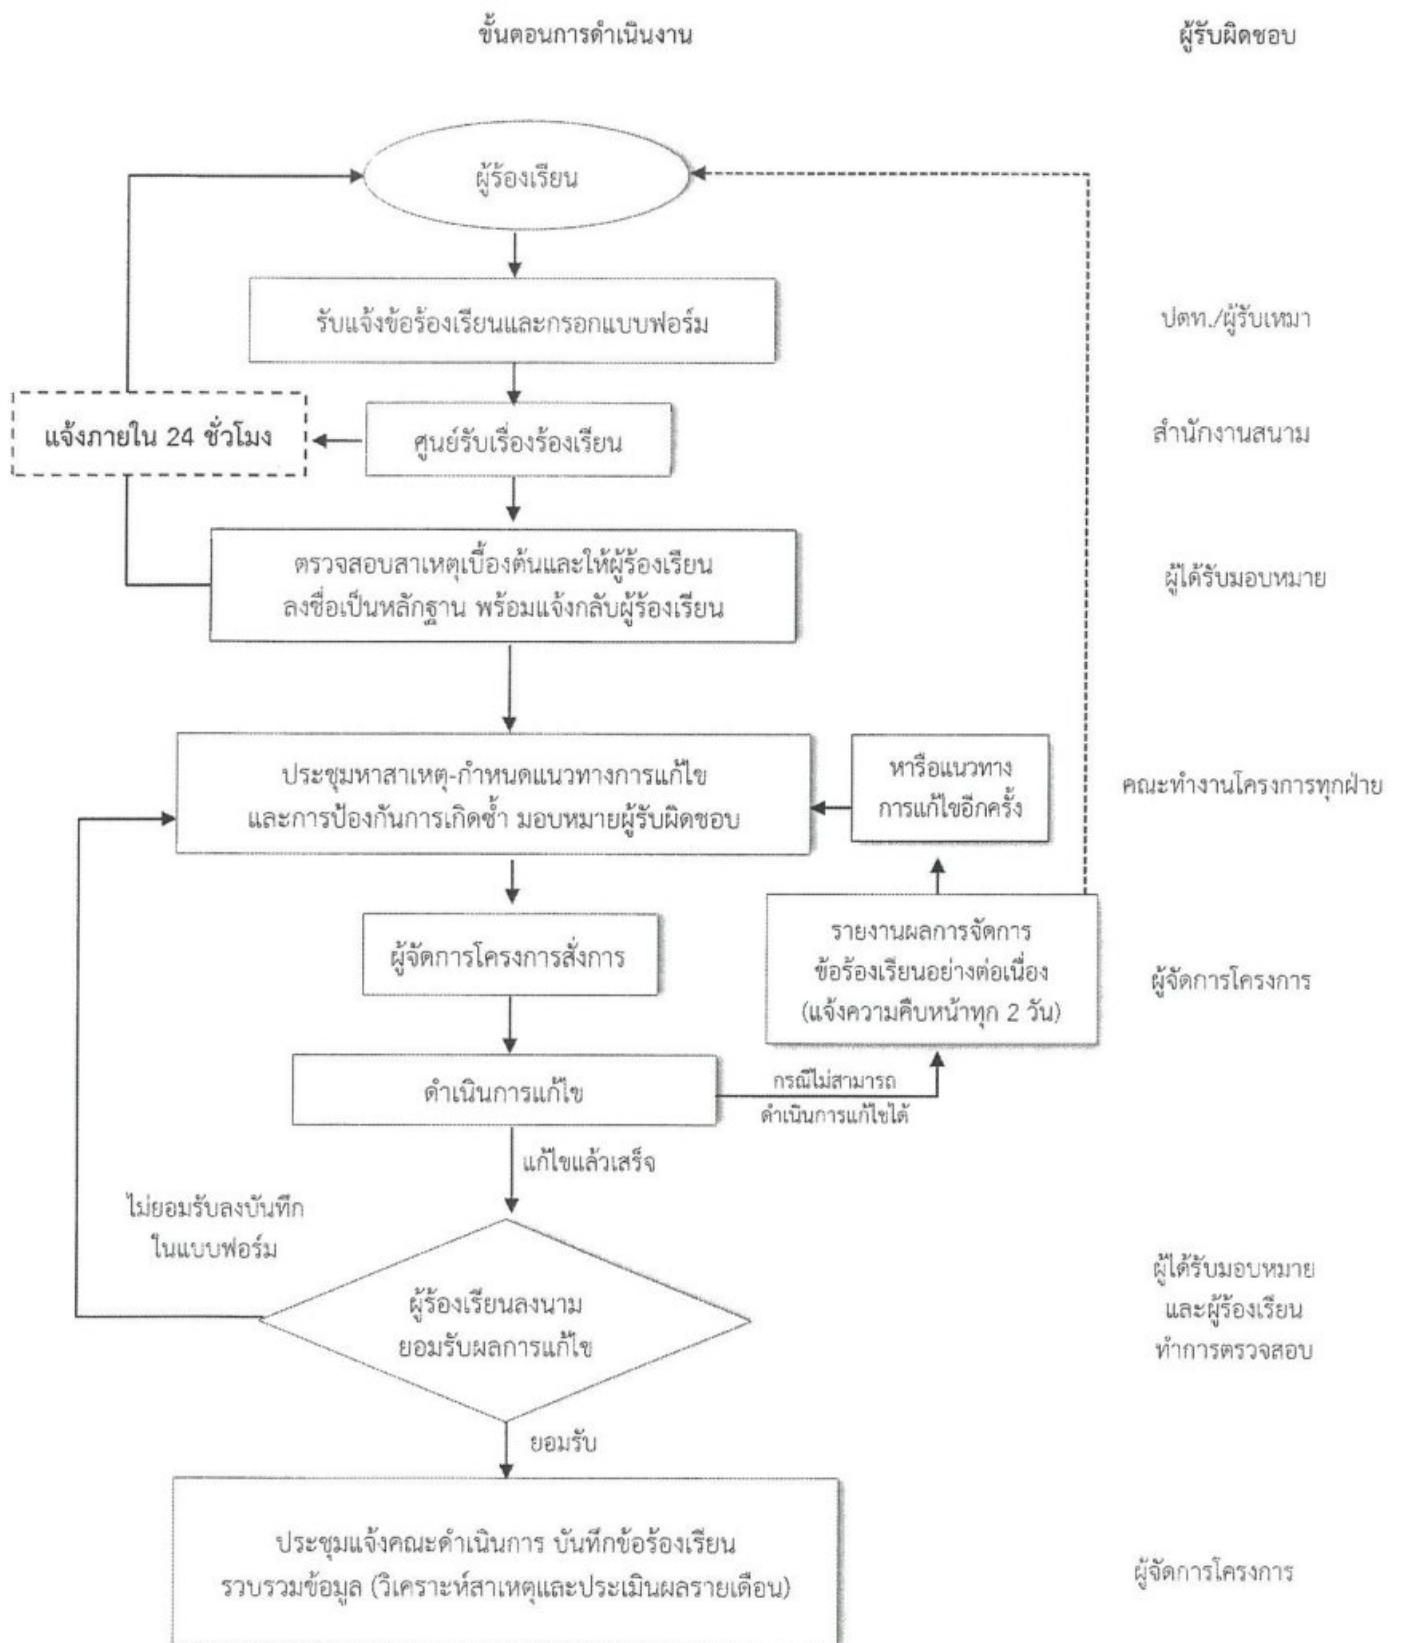 ขั้นตอนการดำเนินงาน
ผู้รับผิดชอบ
ผู้ร้องเรียน
รับแจ้งข้อร้องเรียนและกรอกแบบฟอร์ม
ปตท./ผู้รับเหมา
แจ้งภายใน 24 ชั่วโมง
ศูนย์รับเรื่องร้องเรียน
สำนักงานสนาม
ตรวจสอบสาเหตุเบื้องต้นและให้ผู้ร้องเรียน
ลงชื่อเป็นหลักฐาน พร้อมแจ้งกลับผู้ร้องเรียน
ผู้ได้รับมอบหมาย
ประชุมหาสาเหตุ-กำหนดแนวทางการแก้ไข
และการป้องกันการเกิดซ้ำ มอบหมายผู้รับผิดชอบ
หารือแนวทาง
การแก้ไขอีกครั้ง
คณะทำงานโครงการทุกฝ่าย
ผู้จัดการโครงการสั่งการ
รายงานผลการจัดการ
ข้อร้องเรียนอย่างต่อเนื่อง
(แจ้งความคืบหน้าทุก 2 วัน)
ผู้จัดการโครงการ
ดำเนินการแก้ไข
กรณีไม่สามารถ
ดำเนินการแก้ไขได้
แก้ไขแล้วเสร็จ
ไม่ยอมรับลงบันทึก
ในแบบฟอร์ม
ผู้ร้องเรียนลงนาม
ยอมรับผลการแก้ไข
ผู้ได้รับมอบหมาย
และผู้ร้องเรียน
ทำการตรวจสอบ
ยอมรับ
ประชุมแจ้งคณะดำเนินการ บันทึกข้อร้องเรียน
รวบรวมข้อมูล (วิเคราะห์สาเหตุและประเมินผลรายเดือน)
ผู้จัดการโครงการ